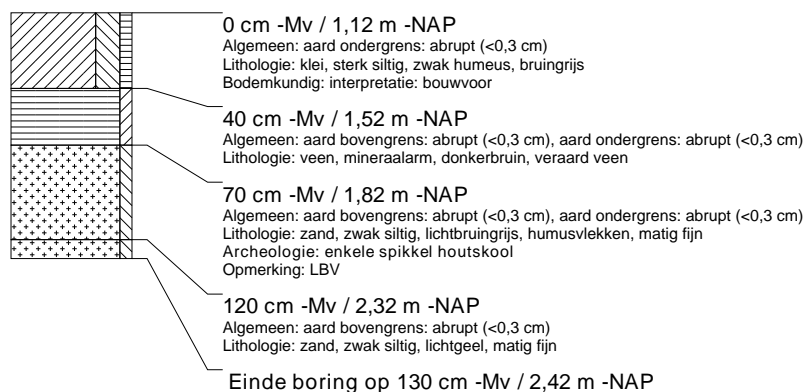 0 cm -Mv / 1,12 m -NAP
Algemeen: aard ondergrens: abrupt (<0,3 cm)
Lithologie: klei, sterk siltig, zwak humeus, bruingrijs
Bodemkundig: interpretatie: bouwvoor
40 cm -Mv / 1,52 m -NAP
Algemeen: aard bovengrens: abrupt (<0,3 cm), aard ondergrens: abrupt (<0,3 cm)
Lithologie: veen, mineraalarm, donkerbruin, veraard veen
70 cm -Mv / 1,82 m -NAP
Algemeen: aard bovengrens: abrupt (<0,3 cm), aard ondergrens: abrupt (<0,3 cm)
Lithologie: zand, zwak siltig, lichtbruingrijs, humusvlekken, matig fijn
Archeologie: enkele spikkel houtskool
Opmerking: LBV
120 cm -Mv / 2,32 m -NAP
Algemeen: aard bovengrens: abrupt (<0,3 cm)
Lithologie: zand, zwak siltig, lichtgeel, matig fijn
Einde boring op 130 cm -Mv / 2,42 m -NAP